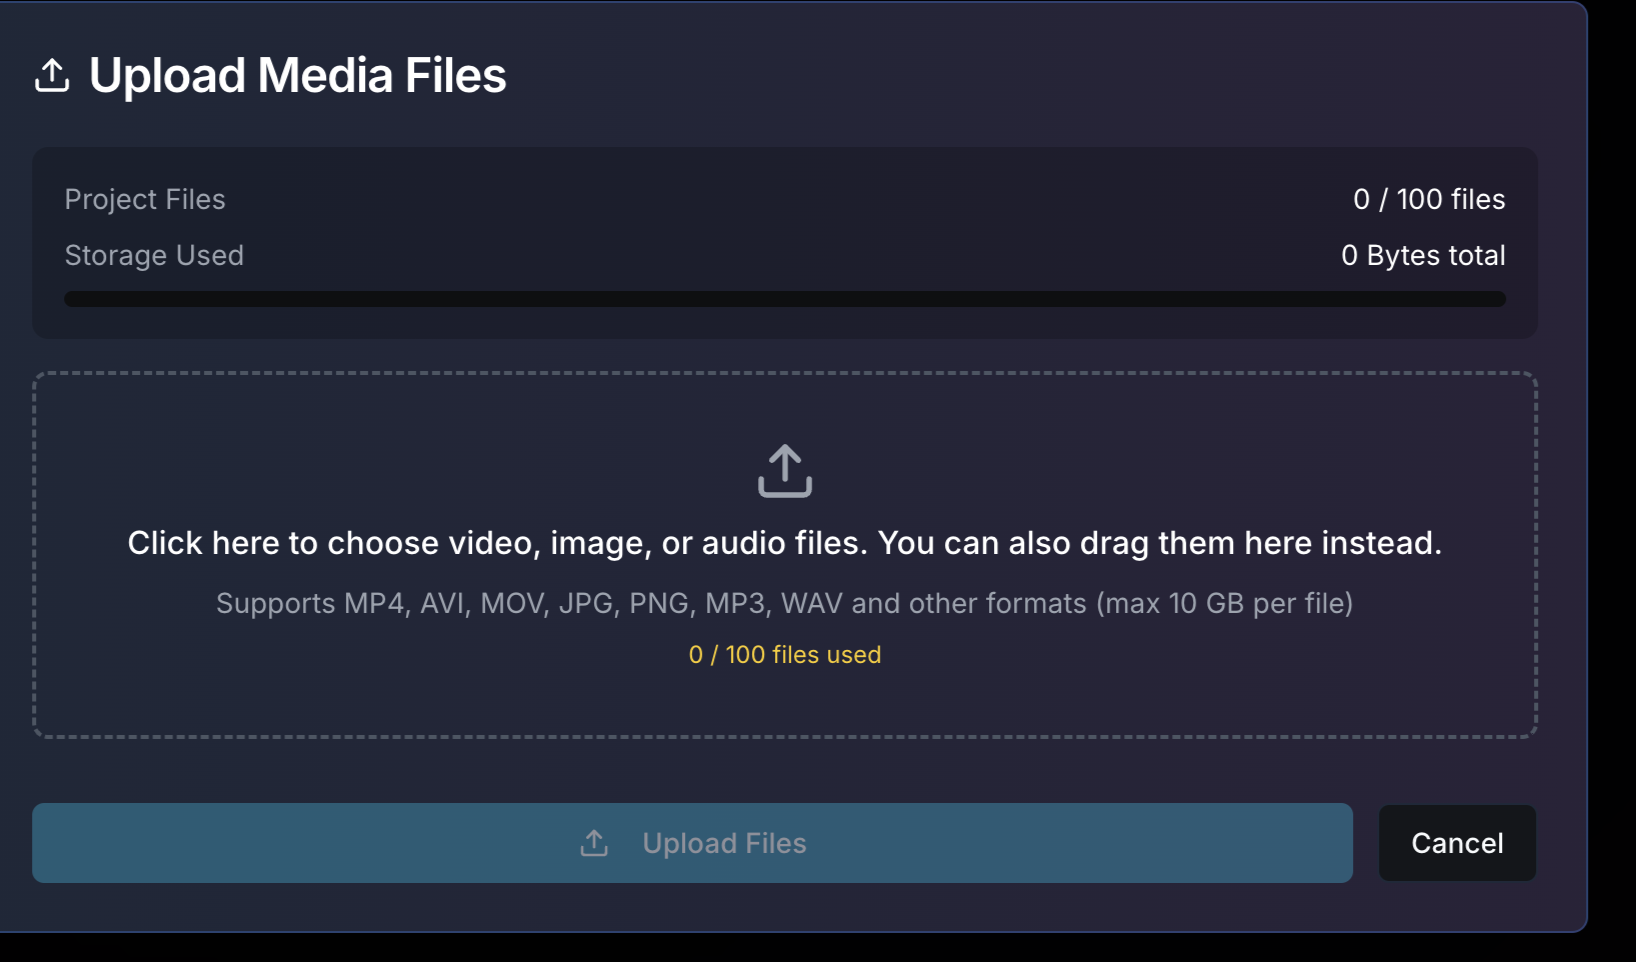 Upload Media Files
Project Files 0 / 100 files
Storage Used 0 Bytes total
Click here to choose video, image, or audio files. You can also drag them here instead.
Supports MP4, AVI, MOV, JPG, PNG, MP3, WAV and other formats (max 10 GB per file)
0 / 100 files used
Upload Files Cancel